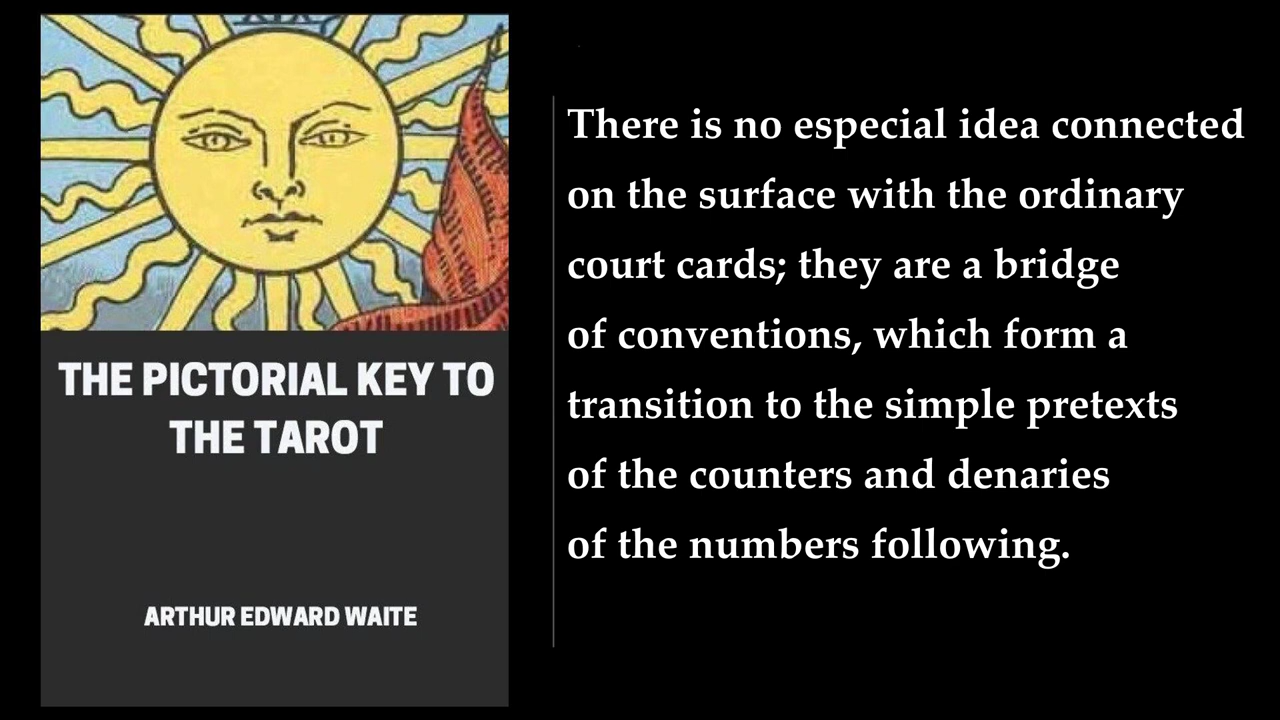 XIX
THE PICTORIAL KEY TO
THE TAROT
ARTHUR EDWARD WAITE
There is no especial idea connected
on the surface with the ordinary
court cards; they are a bridge
of conventions, which form a
transition to the simple pretexts
of the counters and denaries
of the numbers following.